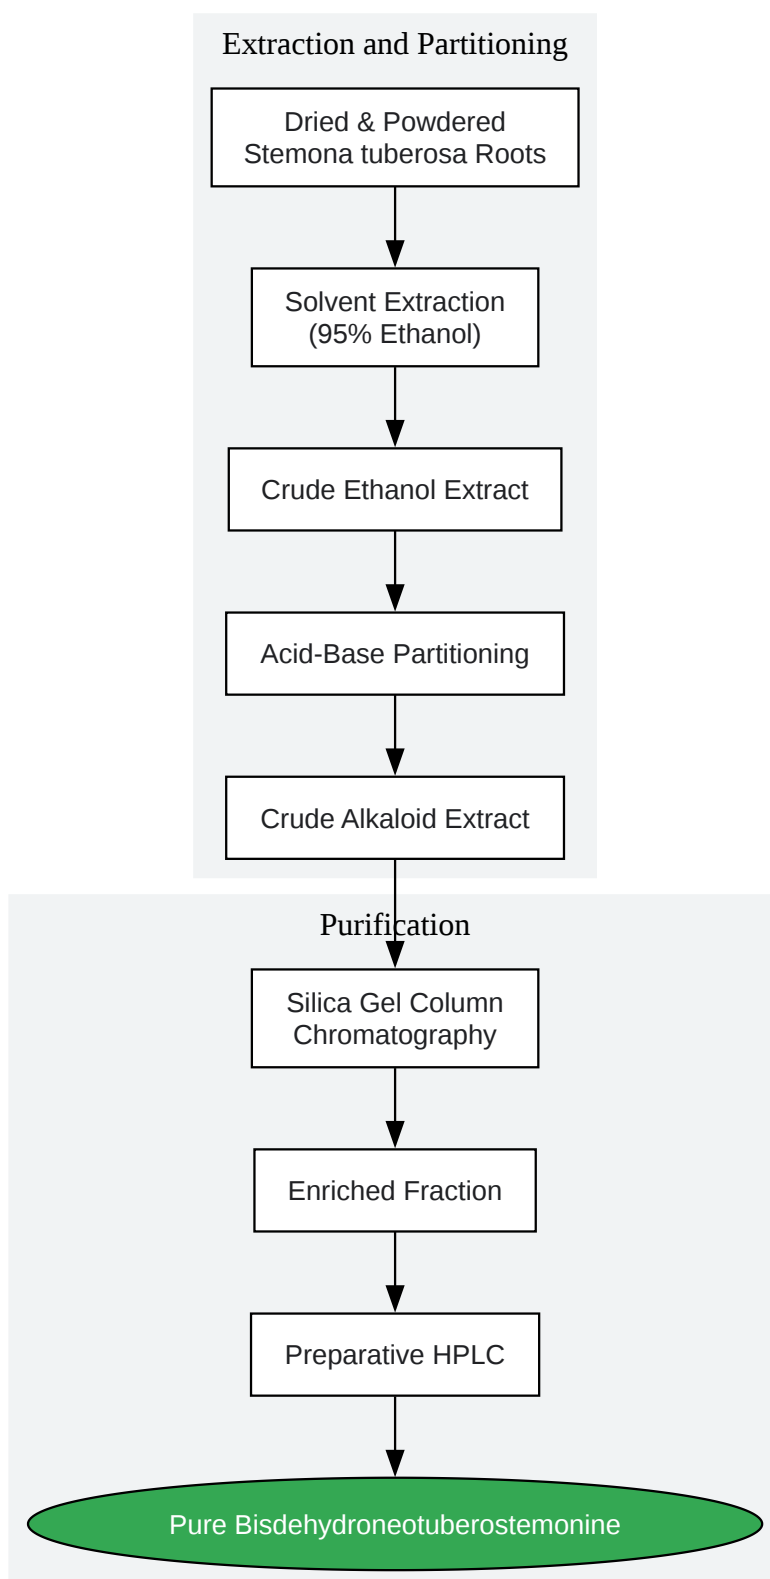 Extraction and Partitioning
Dried & Powdered
Stemona tuberosa Roots
Solvent Extraction
(95% Ethanol)
Crude Ethanol Extract
Acid-Base Partitioning
Crude Alkaloid Extract
Purification
Silica Gel Column
Chromatography
Enriched Fraction
Preparative HPLC
Pure Bisdehydroneotuberostemonine